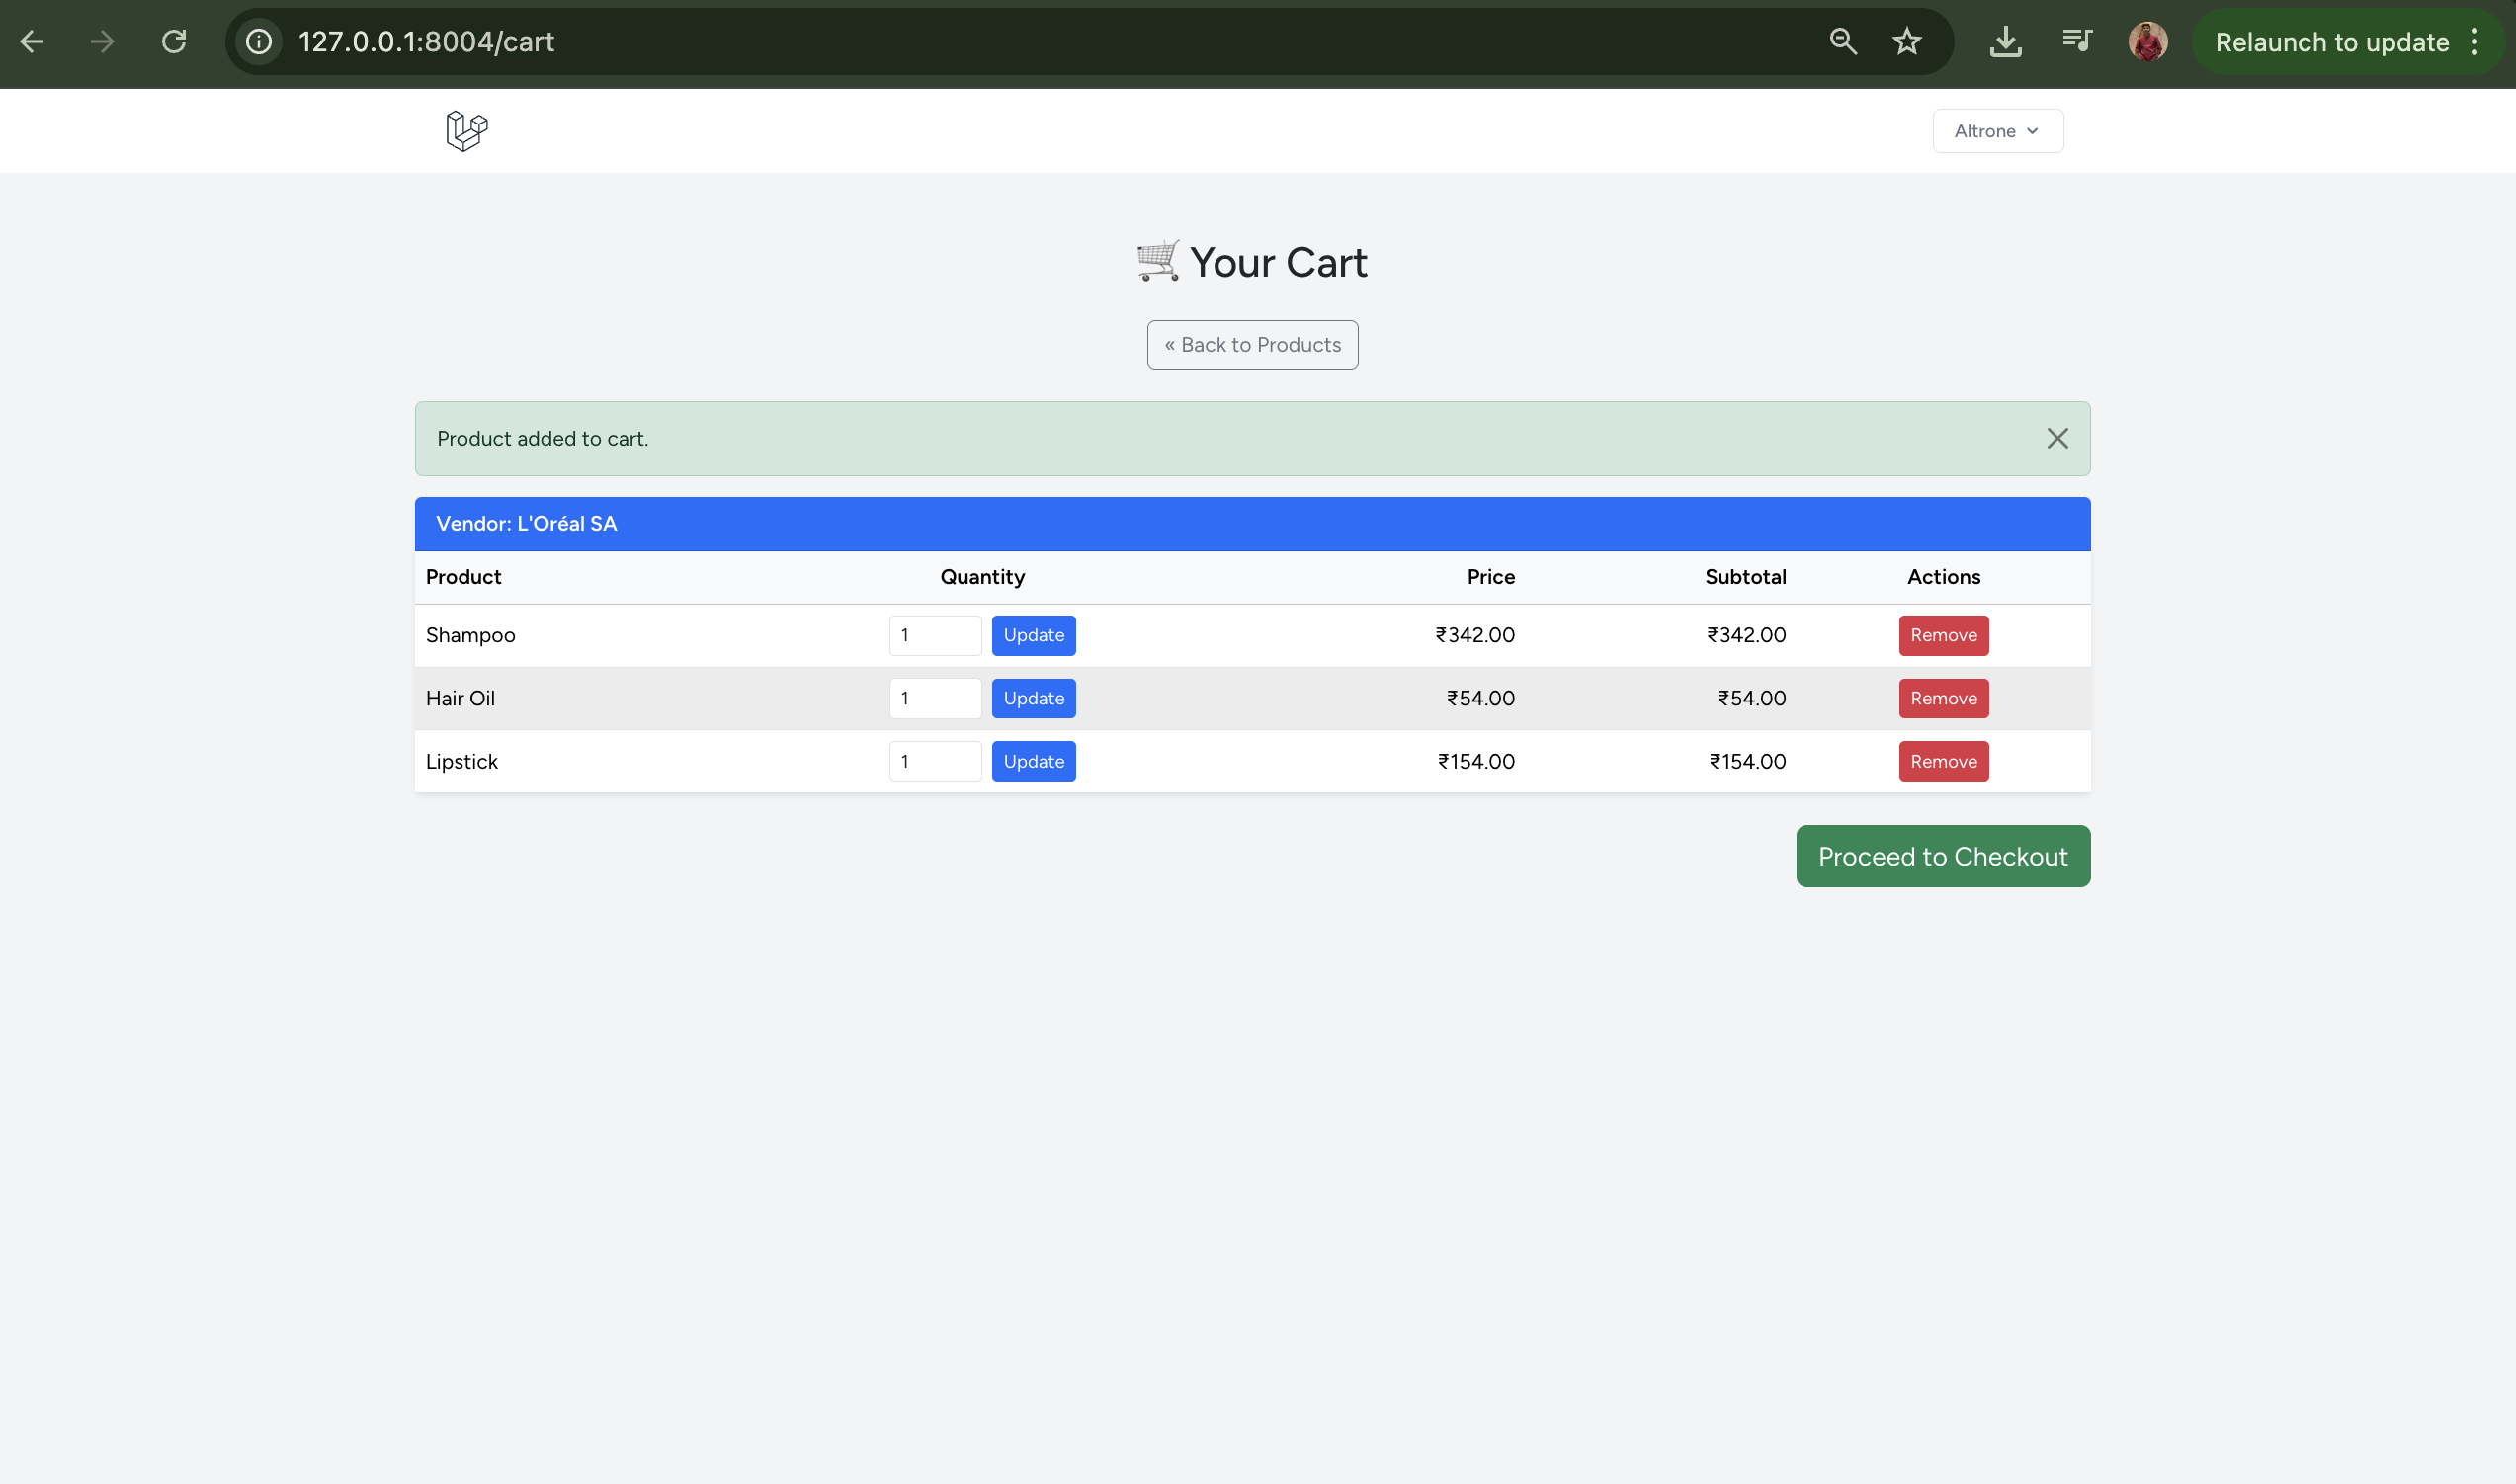 127.0.0.1:8004/cart
Relaunch to update
Altrone
Your Cart
« Back to Products
Product added to cart.
Vendor: L'Oréal SA
Product Quantity Price Subtotal Actions
Shampoo 1 Update ₹342.00 ₹342.00 Remove
Hair Oil 1 Update ₹54.00 ₹54.00 Remove
Lipstick 1 Update ₹154.00 ₹154.00 Remove
Proceed to Checkout